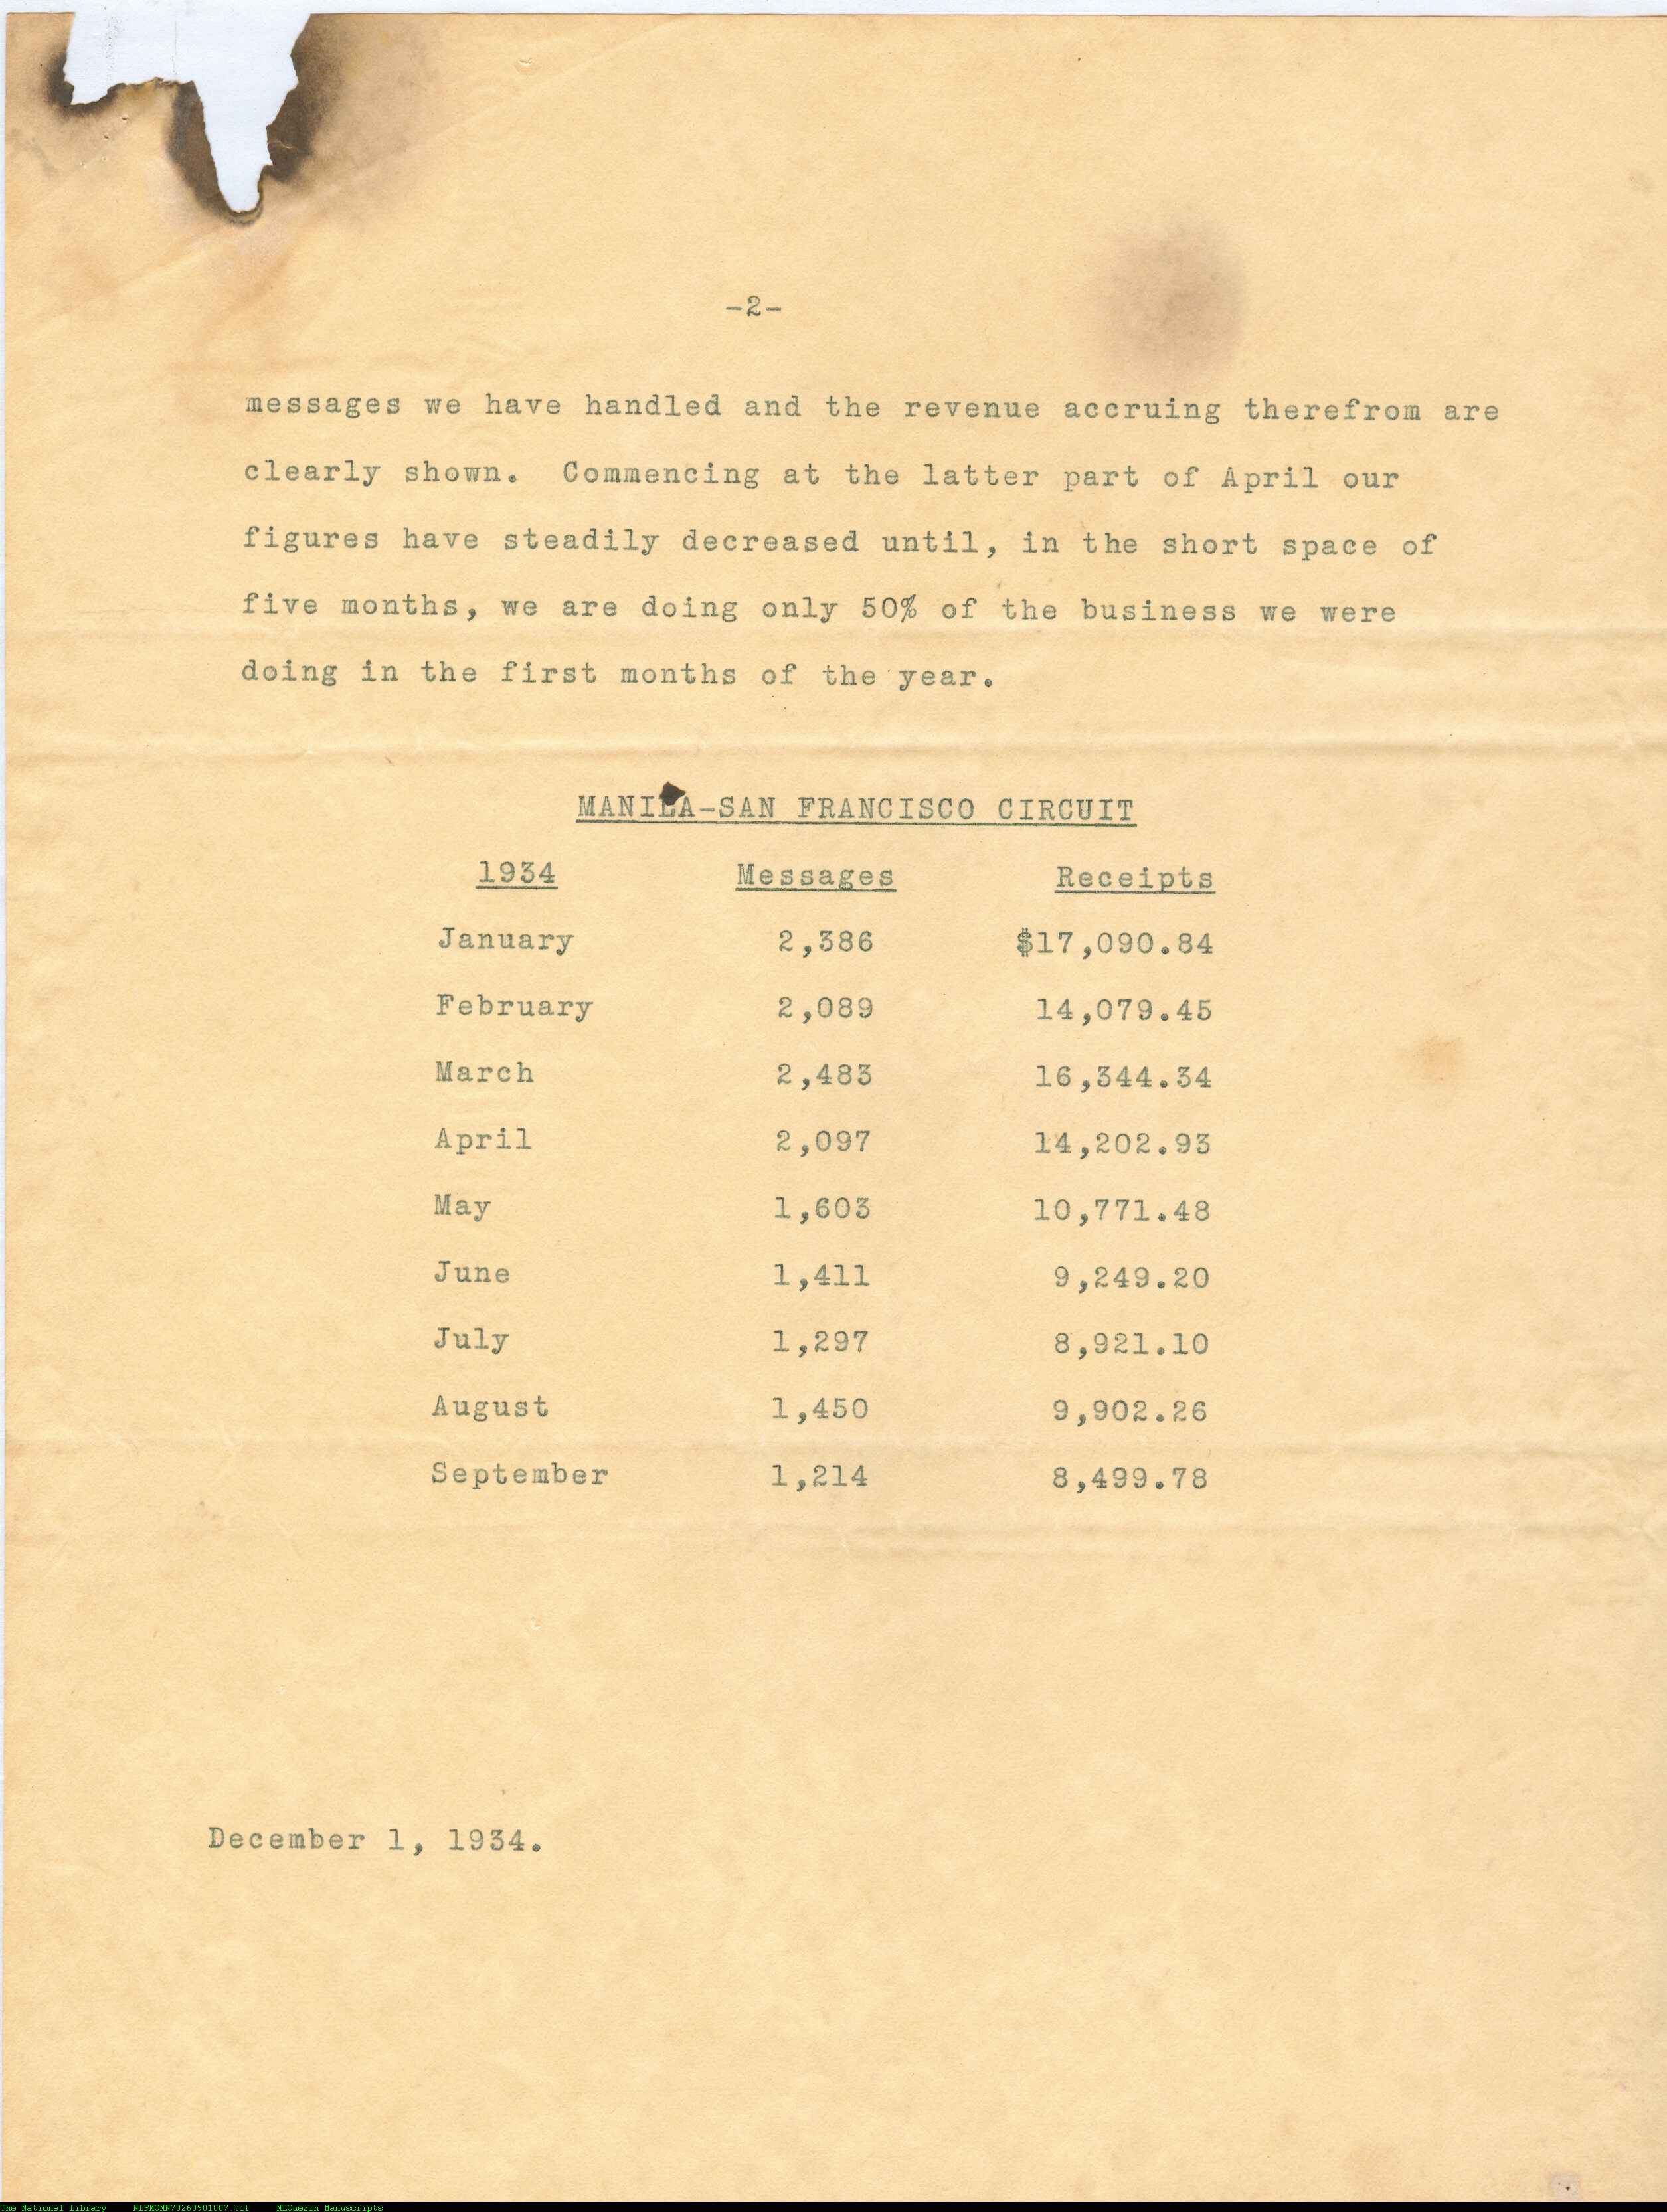 -2-
messages we have handled and the revenue accruing therefrom are
clearly shown.  Commencing at the latter part of April our
figures have steadily decreased until, in the short space of
five months, we are doing only 50% of the business we were
doing in the first months of the year.
MANILA-SAN FRANCISCO CIRCUIT
1934 Messages Receipts
January 2,386 $17,090.84
February 2,089 14,079.45
March 2,483 16,344.34
April 2,097 14,202.93
May 1,603 10,771.48
June 1,411 9,249.20
July 1,297 8,921.10
August 1,450 9,902.26
September 1,214 8,499.78
December 1, 1934.
The National Library NLPMQMN70260901007.tif MLQuezon Manuscripts